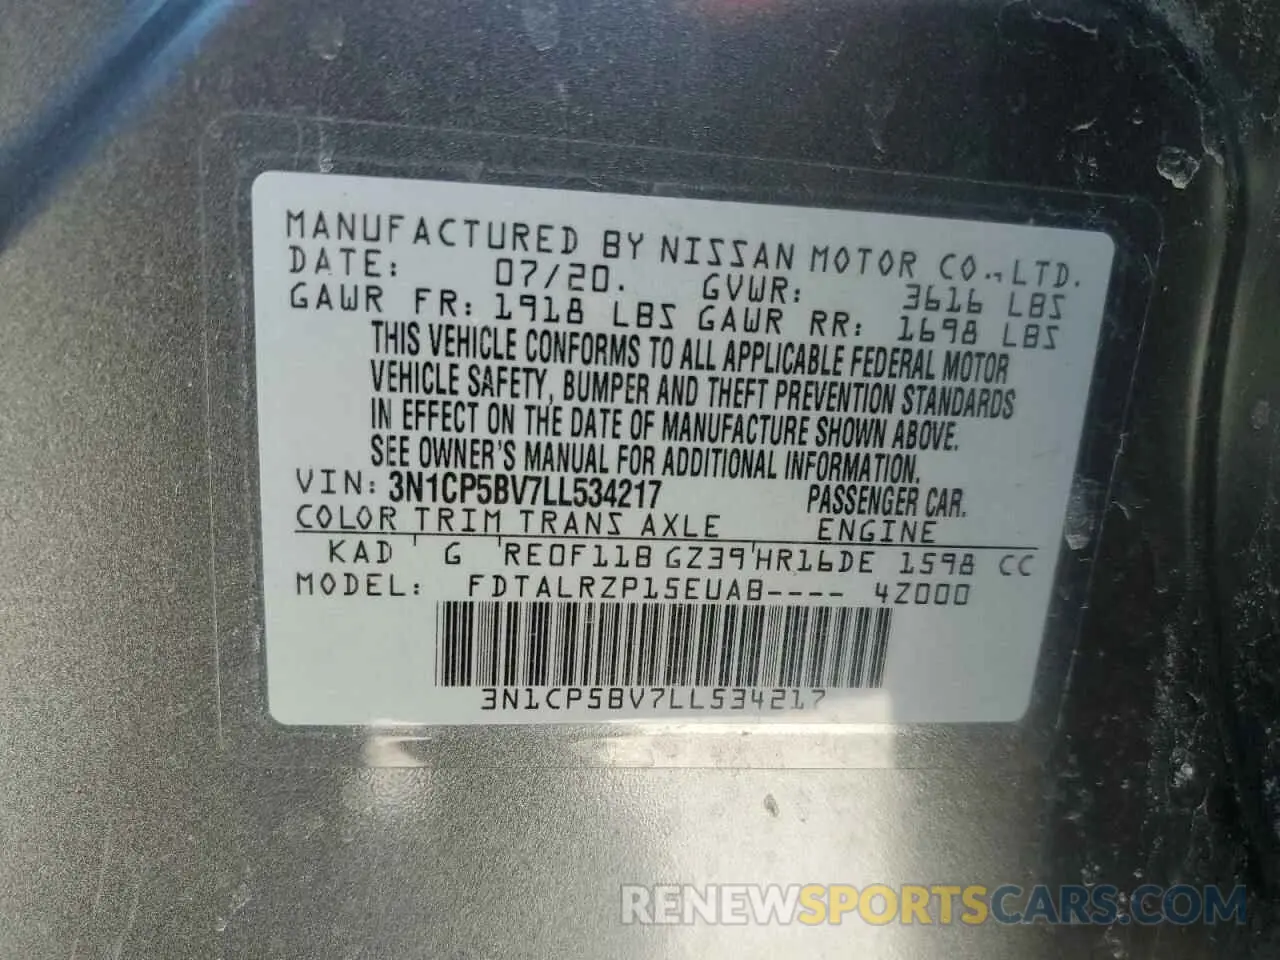 MANUFACTURED BY NISSAN MOTOR CO., LTD.
DATE: 07/20. GVWR: 3616 LBS
GAWR FR: 1918 LBS GAWR RR: 1698 LBS
THIS VEHICLE CONFORMS TO ALL APPLICABLE FEDERAL MOTOR
VEHICLE SAFETY, BUMPER AND THEFT PREVENTION STANDARDS
IN EFFECT ON THE DATE OF MANUFACTURE SHOWN ABOVE.
SEE OWNER'S MANUAL FOR ADDITIONAL INFORMATION.
VIN: 3N1CP5BV7LL534217 PASSENGER CAR.
COLOR TRIM TRANS AXLE ENGINE
KAD ' G ' RE0F11B GZ39 ' HR16DE 1598 CC
MODEL: FDTALRZP15EUAB---- 4Z000
3N1CP5BV7LL534217
RENEWSPORTSCARS.COM